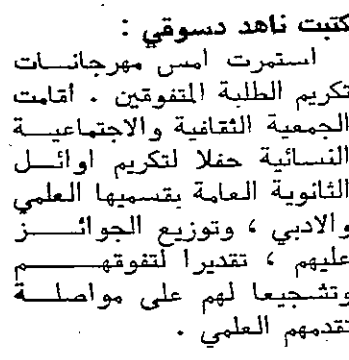 كتبت ناهد دسوقي :
استمرت امس مهرجانات
تكريم الطلبة المتفوقين . اقامت
الجمعية الثقافية والاجتماعية
النسائية حفلا لتكريم اوائل
الثانوية العامة بقسميها العلمي
والادبي ، وتوزيع الجوائز
عليهم ، تقديرا لتفوقهم
وتشجيعا لهم على مواصلة
تقدمهم العلمي .